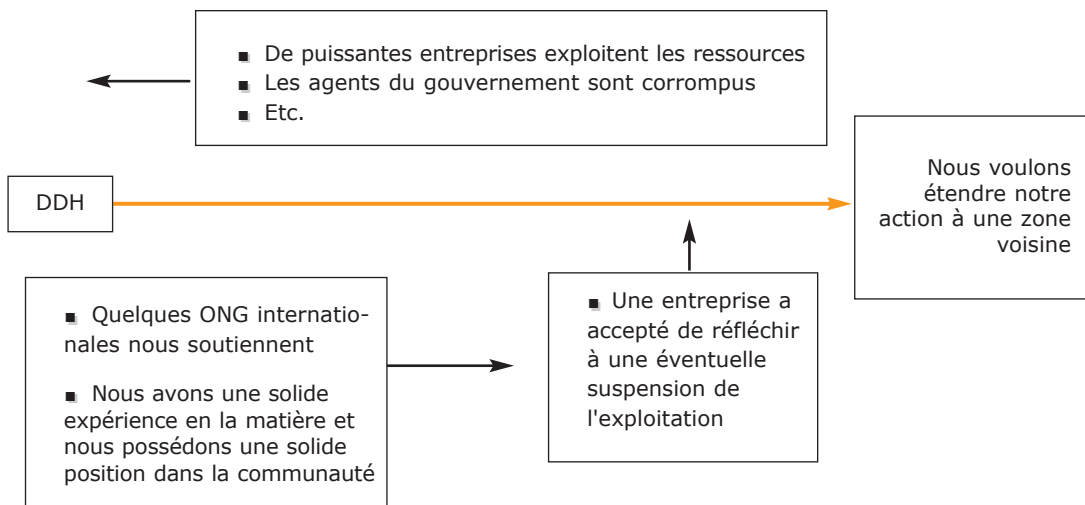 ■ De puissantes entreprises exploitent les ressources
■ Les agents du gouvernement sont corrompus
■ Etc.
DDH
Nous voulons
étendre notre
action à une zone
voisine
■ Quelques ONG internatio-
nales nous soutiennent
■ Nous avons une solide
expérience en la matière et
nous possédons une solide
position dans la communauté
■ Une entreprise a
accepté de réfléchir
à une éventuelle
suspension de
l'exploitation